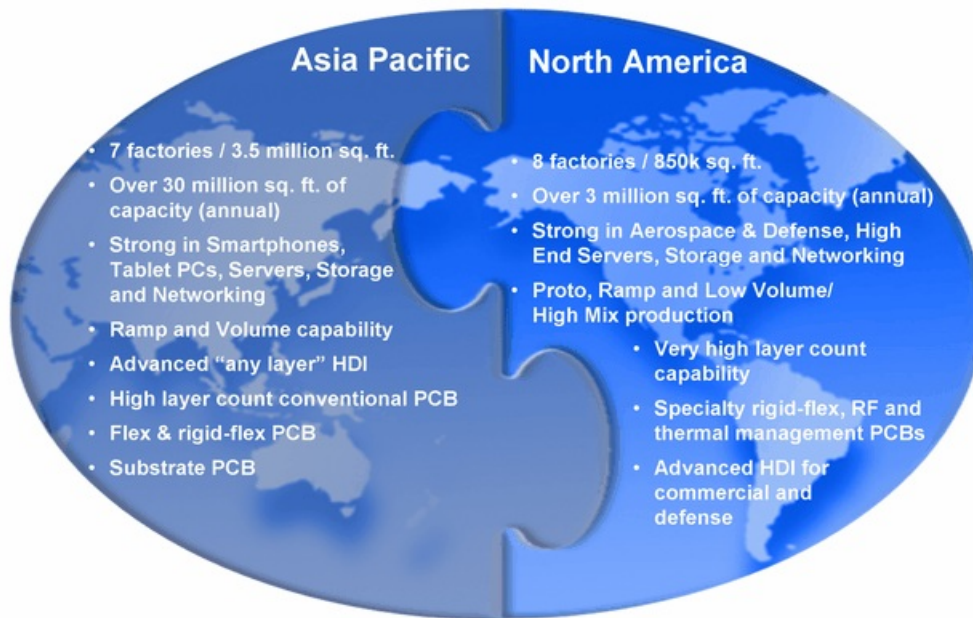 Asia Pacific
• 7 factories / 3.5 million sq. ft.
• Over 30 million sq. ft. of
capacity (annual)
• Strong in Smartphones,
Tablet PCs, Servers, Storage
and Networking
• Ramp and Volume capability
• Advanced “any layer” HDI
• High layer count conventional PCB
• Flex & rigid-flex PCB
• Substrate PCB
North America
• 8 factories / 850k sq. ft.
• Over 3 million sq. ft. of capacity (annual)
• Strong in Aerospace & Defense, High
End Servers, Storage and Networking
• Proto, Ramp and Low Volume/
High Mix production
• Very high layer count
capability
• Specialty rigid-flex, RF and
thermal management PCBs
• Advanced HDI for
commercial and
defense